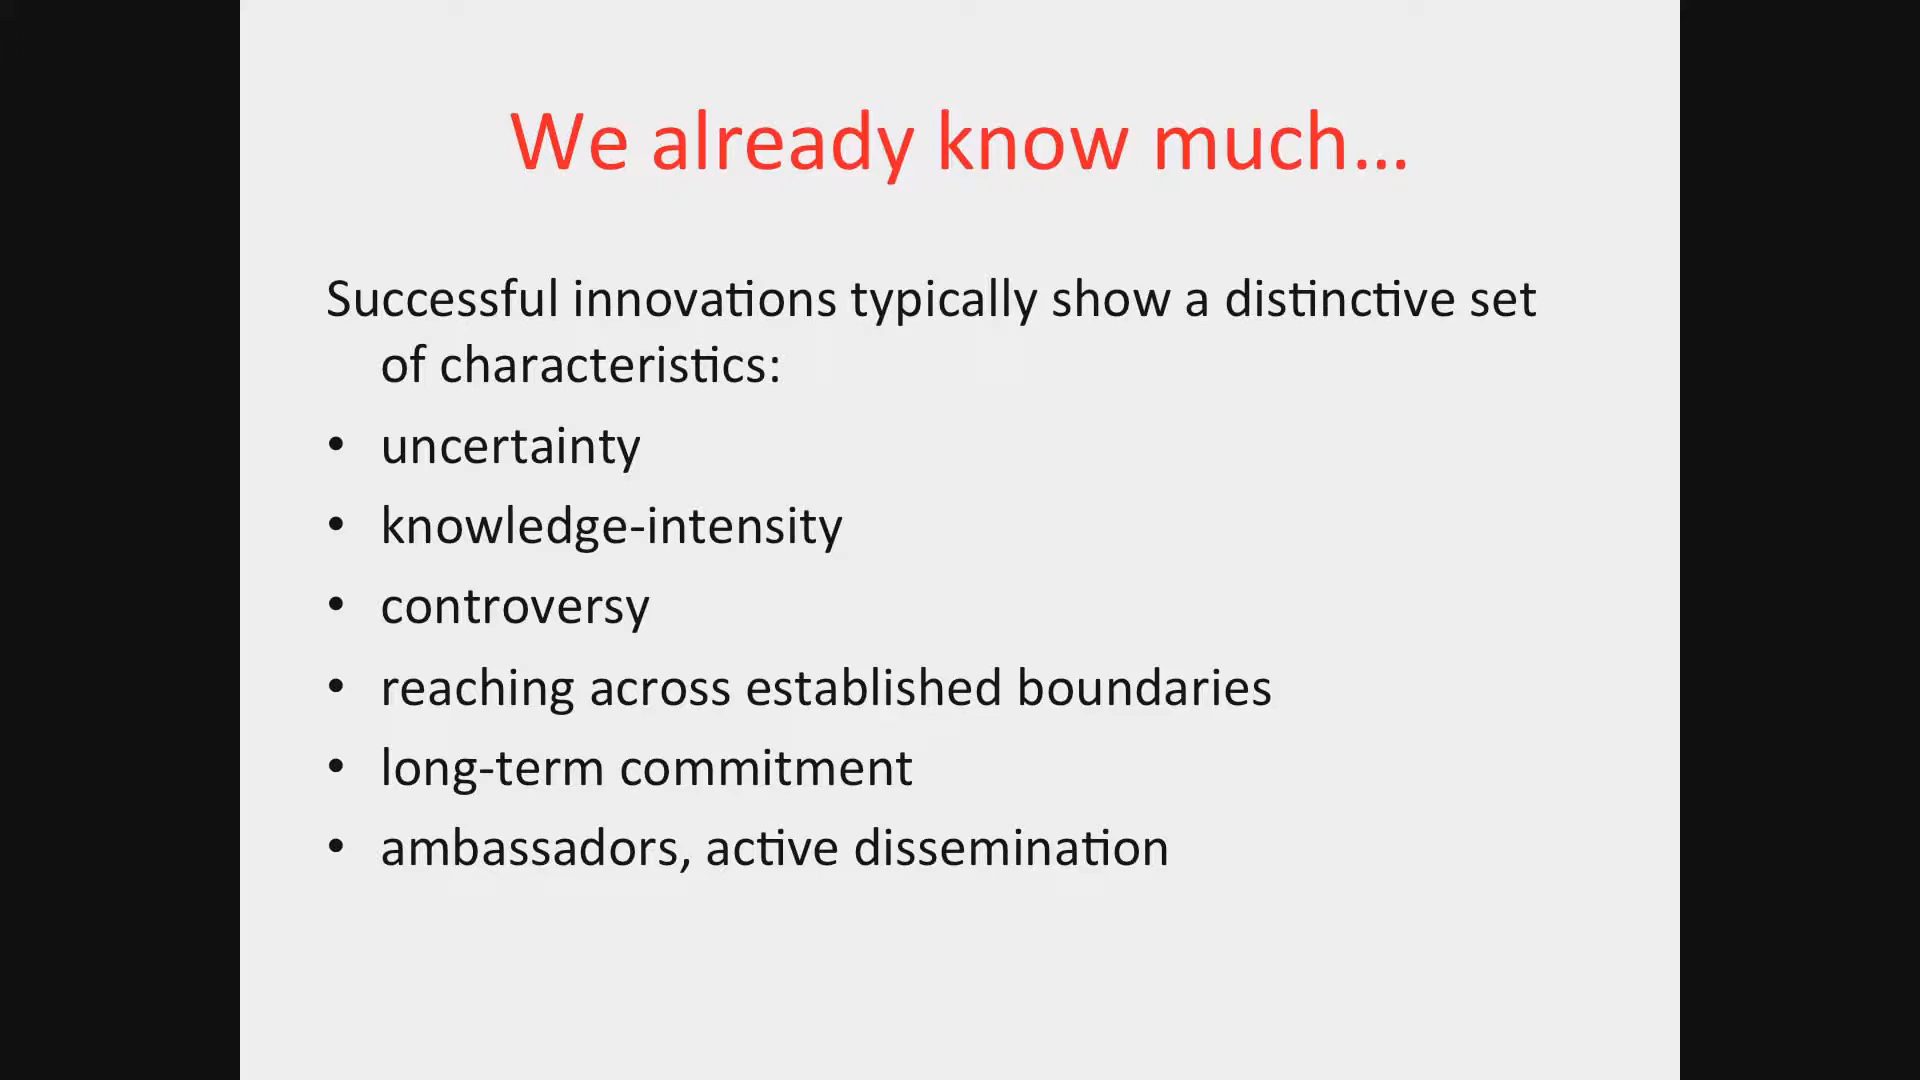 We already know much...
Successful innovations typically show a distinctive set
of characteristics:
• uncertainty
• knowledge-intensity
• controversy
• reaching across established boundaries
• long-term commitment
• ambassadors, active dissemination